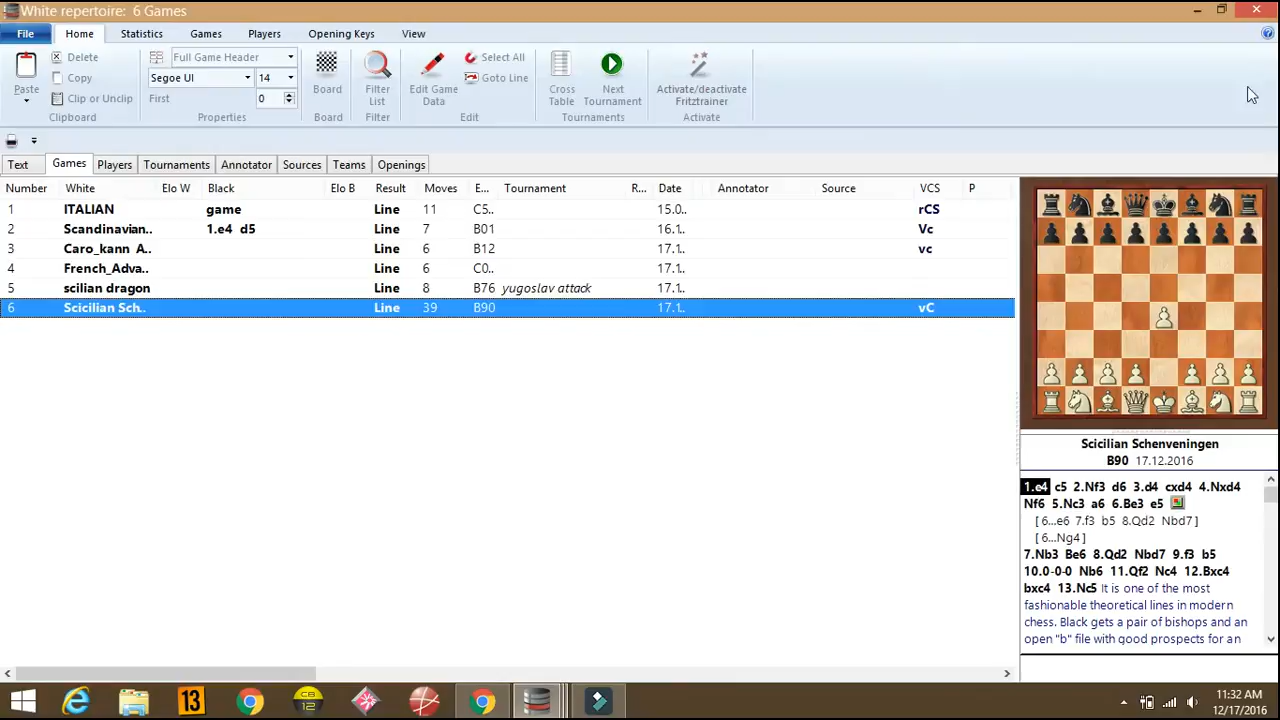 White repertoire: 6 Games
File Home Statistics Games Players Opening Keys View
Paste Delete Copy Clip or Unclip Clipboard
Full Game Header
Segoe UI 14
First 0
Properties
Board Board
Filter List Filter
Edit Game Data Select All Goto Line Edit
Cross Table Next Tournament Tournaments
Activate/deactivate Fritztrainer Activate
Text Games Players Tournaments Annotator Sources Teams Openings
Number White Elo W Black Elo B Result Moves E... Tournament R... Date Annotator Source VCS P
1 ITALIAN game Line 11 C5.. 15.0.. rCS
2 Scandinavian.. 1.e4 d5 Line 7 B01 16.1.. Vc
3 Caro_kann A.. Line 6 B12 17.1.. vc
4 French_Adva.. Line 6 C0.. 17.1..
5 scilian dragon Line 8 B76 yugoslav attack 17.1..
6 Scicilian Sch.. Line 39 B90 17.1.. vC
Scicilian Schenveningen
B90 17.12.2016
1.e4 c5 2.Nf3 d6 3.d4 cxd4 4.Nxd4
Nf6 5.Nc3 a6 6.Be3 e5
[ 6...e6 7.f3 b5 8.Qd2 Nbd7 ]
[ 6...Ng4 ]
7.Nb3 Be6 8.Qd2 Nbd7 9.f3 b5
10.0-0-0 Nb6 11.Qf2 Nc4 12.Bxc4
bxc4 13.Nc5 It is one of the most
fashionable theoretical lines in modern
chess. Black gets a pair of bishops and an
open "b" file with good prospects for an
13
CB 12
11:32 AM
12/17/2016